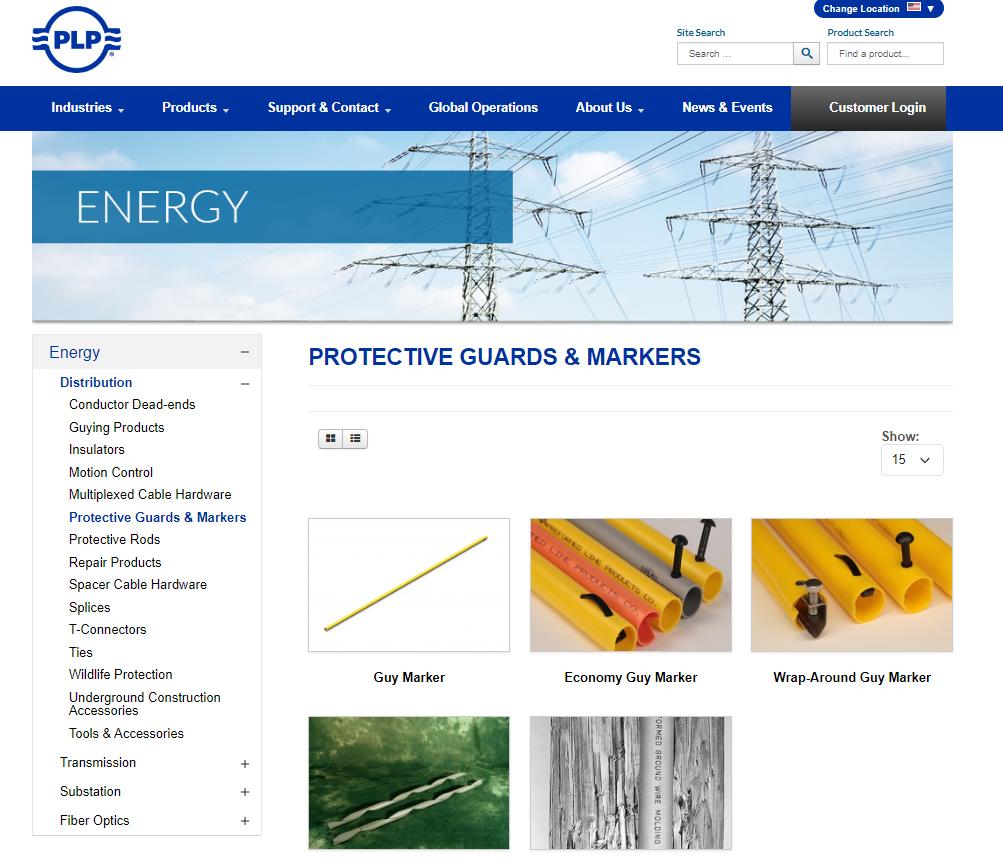 Change Location
PLP
®
Site Search
Product Search
Search ...
Find a product...
Industries
Products
Support & Contact
Global Operations
About Us
News & Events
Customer Login
ENERGY
Energy
Distribution
Conductor Dead-ends
Guying Products
Insulators
Motion Control
Multiplexed Cable Hardware
Protective Guards & Markers
Protective Rods
Repair Products
Spacer Cable Hardware
Splices
T-Connectors
Ties
Wildlife Protection
Underground Construction
Accessories
Tools & Accessories
Transmission
Substation
Fiber Optics
PROTECTIVE GUARDS & MARKERS
Show:
15
PREFORMED LINE PRODUCTS CO.
Guy Marker
Economy Guy Marker
Wrap-Around Guy Marker
FORMED GROUND WIRE MOLDING